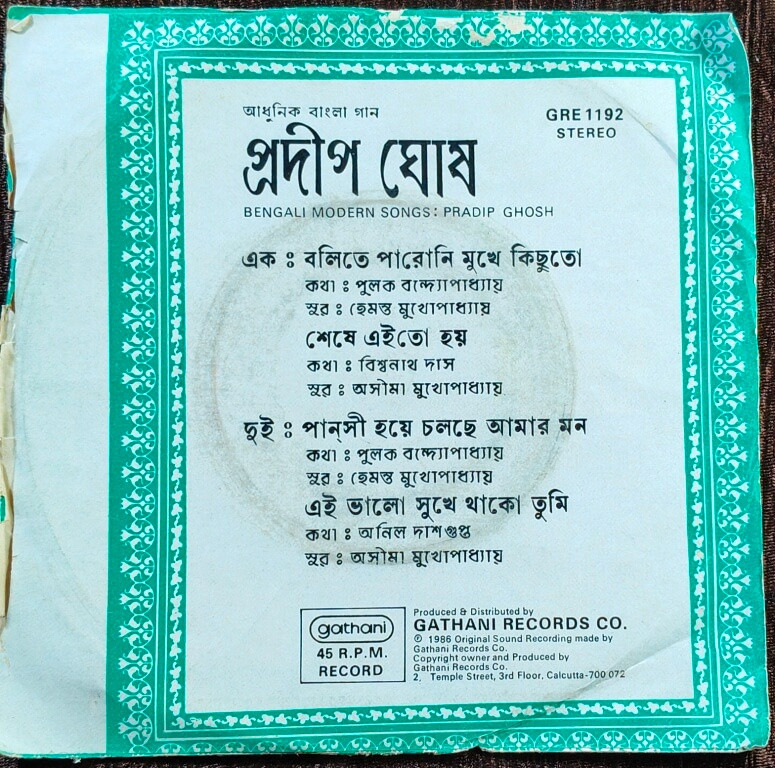 আধুনিক বাংলা গান
GRE 1192
STEREO
প্রদীপ ঘোষ
BENGALI MODERN SONGS: PRADIP GHOSH
এক : বলিতে পারোনি মুখে কিছুতো
কথা : পুলক বন্দ্যোপাধ্যায়
সুর : হেমন্ত মুখোপাধ্যায়
শেষে এইতো হয়
কথা : বিশ্বনাথ দাস
সুর : অসীমা মুখোপাধ্যায়
দুই : পান্‌সী হয়ে চলছে আমার মন
কথা : পুলক বন্দ্যোপাধ্যায়
সুর : হেমন্ত মুখোপাধ্যায়
এই ভালো সুখে থাকো তুমি
কথা : অনিল দাশগুপ্ত
সুর : অসীমা মুখোপাধ্যায়
gathani
45 R.P.M.
RECORD
Produced & Distributed by
GATHANI RECORDS CO.
℗ 1986 Original Sound Recording made by
Gathani Records Co.
Copyright owner and Produced by
Gathani Records Co.
2, Temple Street, 3rd Floor, Calcutta-700 072